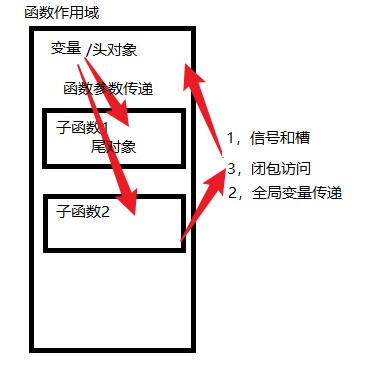 函数作用域
变量 /头对象
函数参数传递
子函数1
尾对象
子函数2
1，信号和槽
3，闭包访问
2，全局变量传递